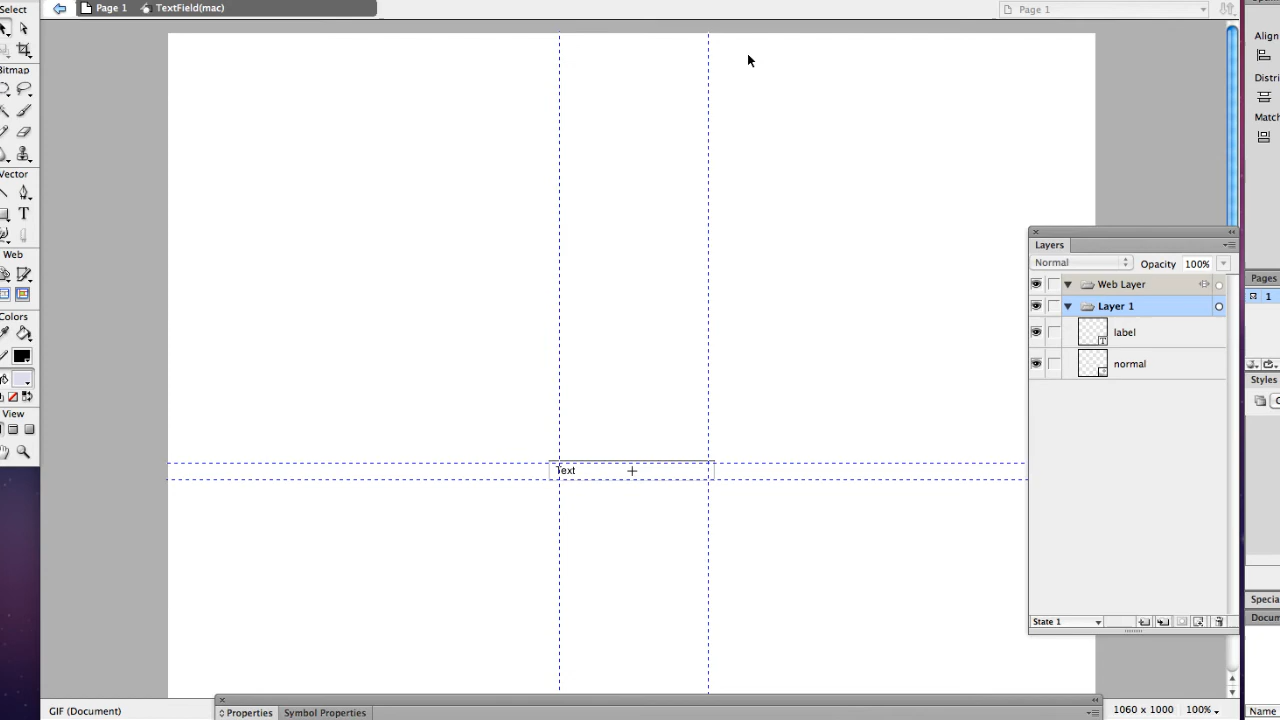 Select
Page 1
TextField(mac)
Page 1
Align
Bitmap
Match
Vector
T
Web
Layers
Normal
Opacity 100%
Web Layer
Pages
Layer 1
1
Colors
label
normal
Styles
View
Text
Specia
Docum
State 1
GIF (Document)
Properties
Symbol Properties
1060 x 1000
100%
Name